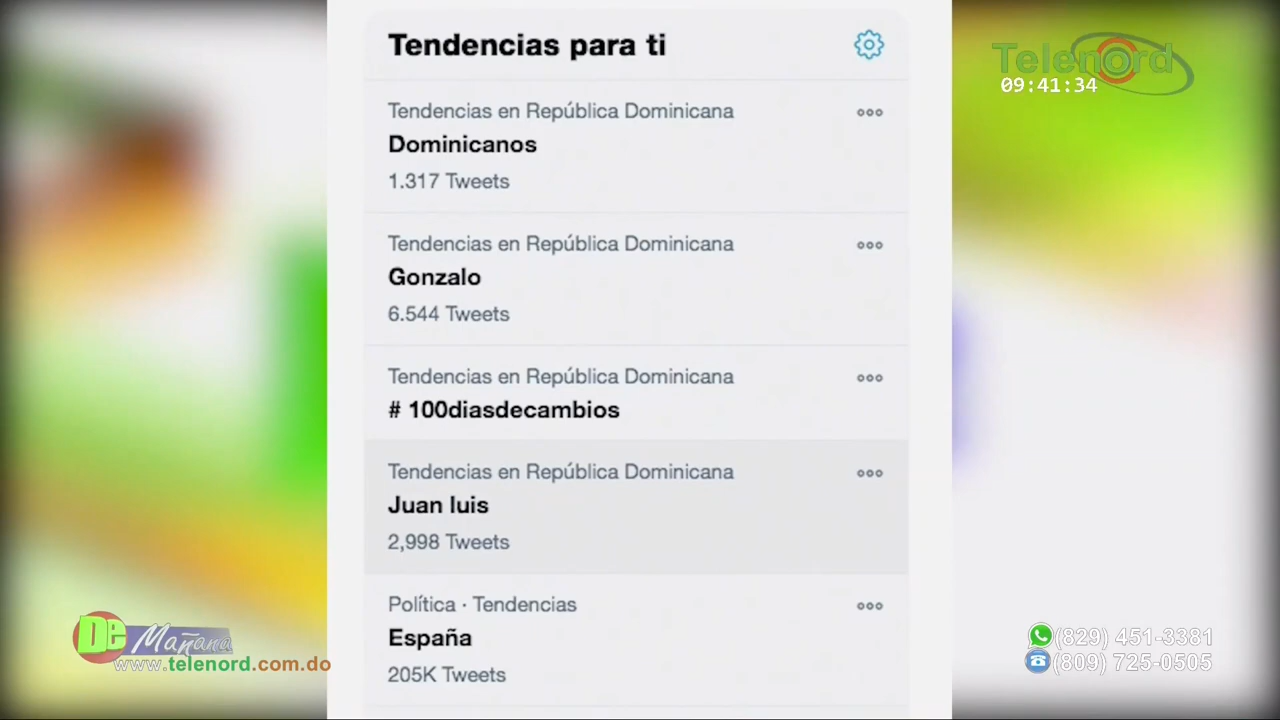 Tendencias para ti
Telenord
09:41:34
Tendencias en República Dominicana
Dominicanos
1.317 Tweets
Tendencias en República Dominicana
Gonzalo
6.544 Tweets
Tendencias en República Dominicana
# 100diasdecambios
Tendencias en República Dominicana
Juan luis
2,998 Tweets
Política · Tendencias
España
205K Tweets
De Mañana
www.telenord.com.do
(829) 451-3381
(809) 725-0505